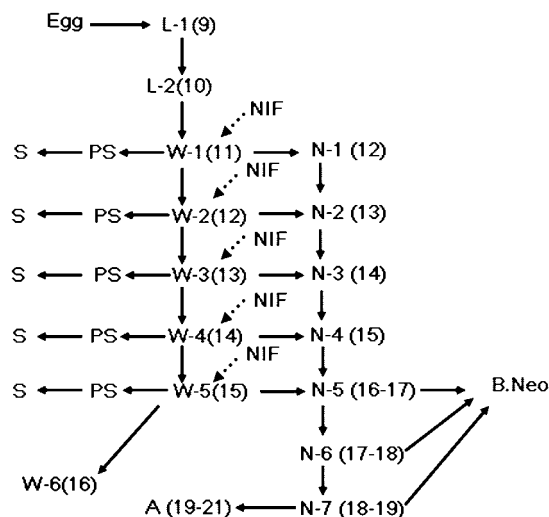 Egg L-1(9)
L-2(10)
NIF
S PS W-1(11) N-1 (12)
NIF
S PS W-2(12) N-2 (13)
NIF
S PS W-3(13) N-3 (14)
NIF
S PS W-4(14) N-4 (15)
NIF
S PS W-5(15) N-5 (16-17) B.Neo
N-6 (17-18)
W-6(16) A (19-21) N-7 (18-19)